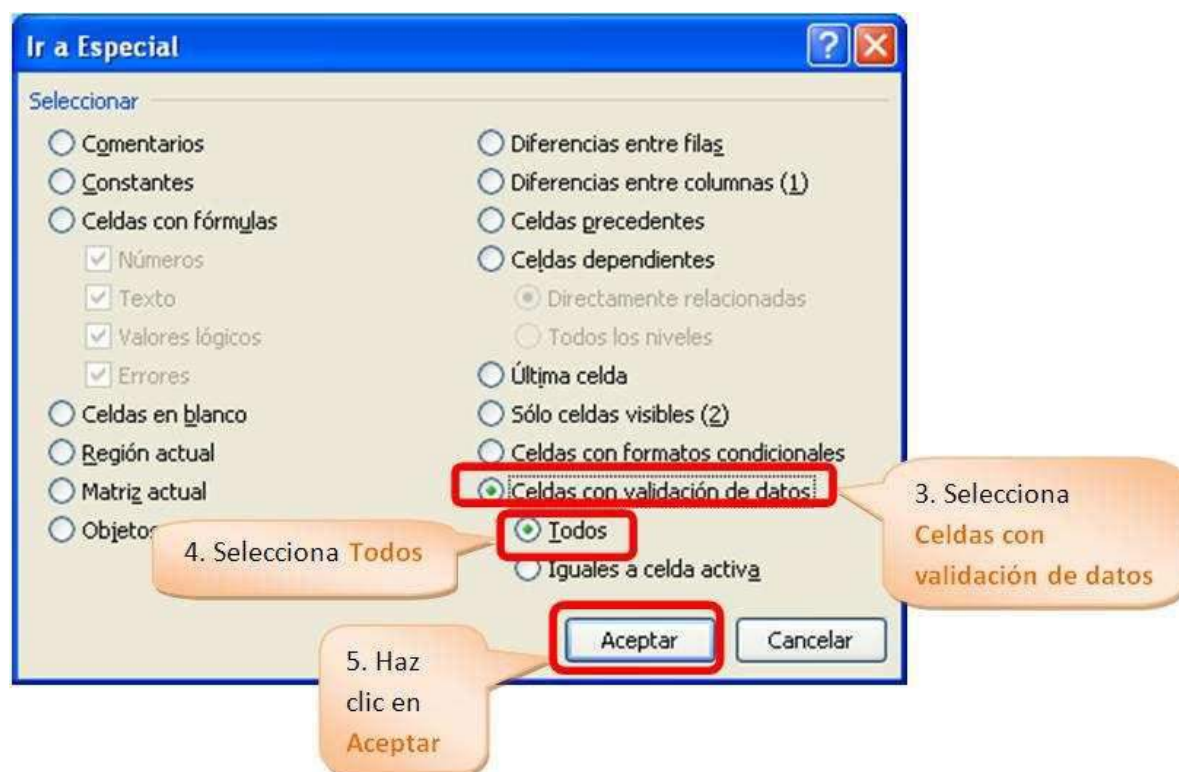 Ir a Especial
Seleccionar
Comentarios
Constantes
Celdas con fórmulas
Números
Texto
Valores lógicos
Errores
Celdas en blanco
Región actual
Matriz actual
Objetos
Diferencias entre filas
Diferencias entre columnas (1)
Celdas precedentes
Celdas dependientes
Directamente relacionadas
Todos los niveles
Última celda
Sólo celdas visibles (2)
Celdas con formatos condicionales
Celdas con validación de datos
Todos
Iguales a celda activa
Aceptar
Cancelar
3. Selecciona
Celdas con
validación de datos
4. Selecciona Todos
5. Haz
clic en
Aceptar